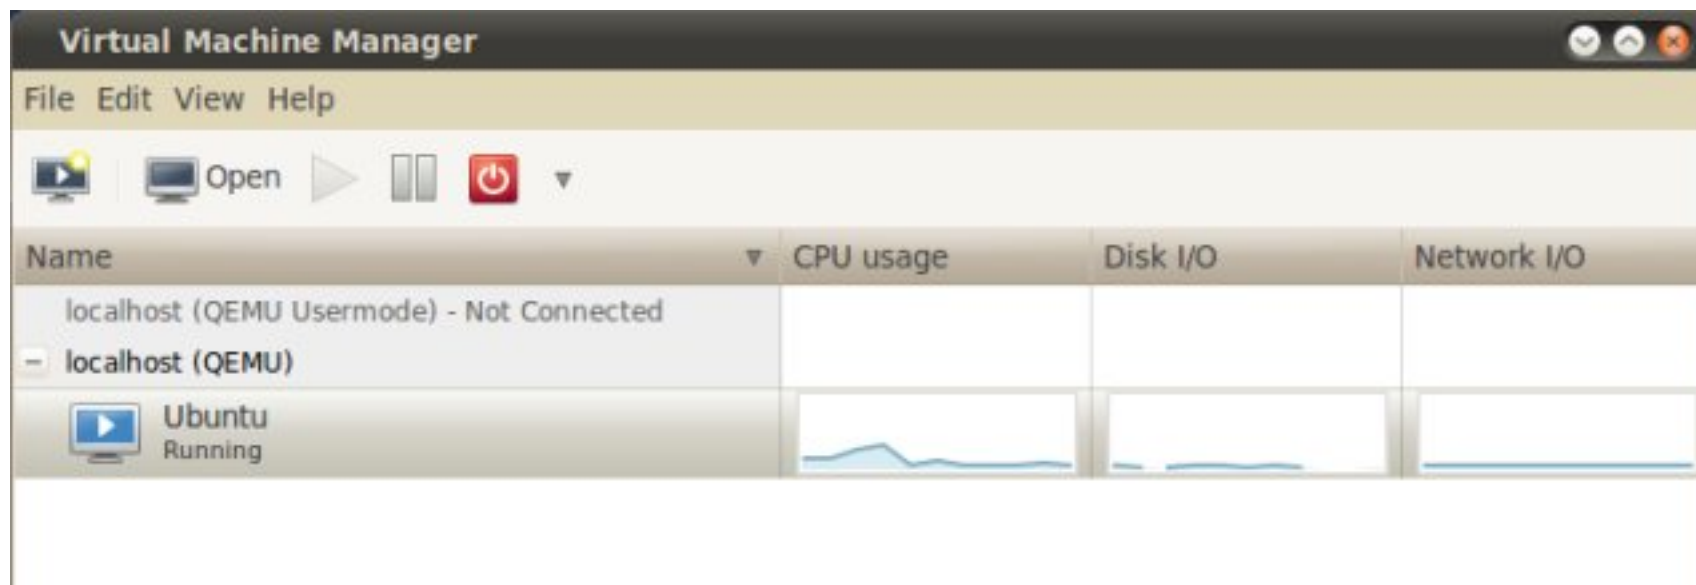 Virtual Machine Manager
File Edit View Help
Open
Name CPU usage Disk I/O Network I/O
localhost (QEMU Usermode) - Not Connected
localhost (QEMU)
Ubuntu
Running